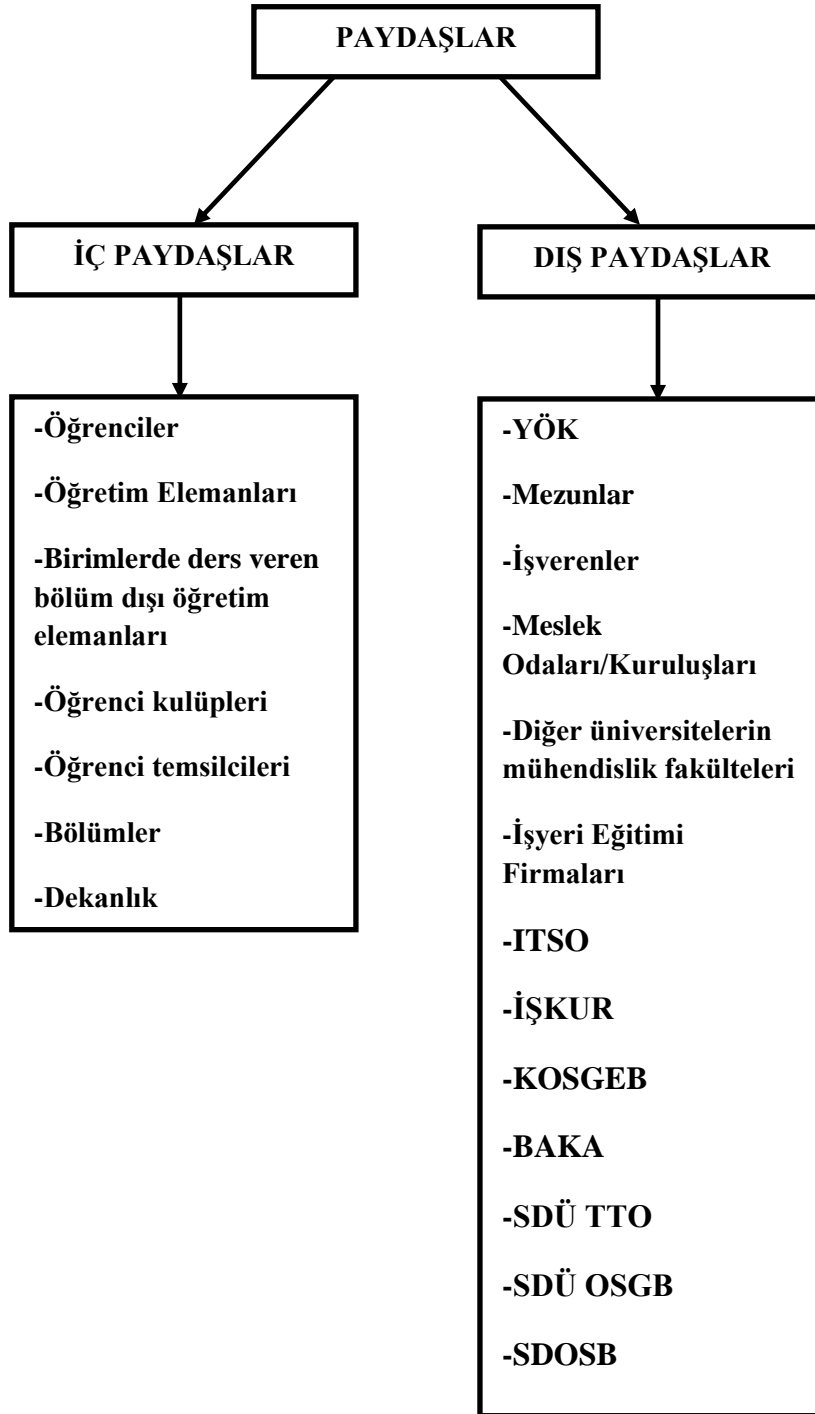 PAYDAŞLAR
İÇ PAYDAŞLAR
-Öğrenciler
-Öğretim Elemanları
-Birimlerde ders veren
bölüm dışı öğretim
elemanları
-Öğrenci kulüpleri
-Öğrenci temsilcileri
-Bölümler
-Dekanlık
DIŞ PAYDAŞLAR
-YÖK
-Mezunlar
-İşverenler
-Meslek
Odaları/Kuruluşları
-Diğer üniversitelerin
mühendislik fakülteleri
-İşyeri Eğitimi
Firmaları
-ITSO
-İŞKUR
-KOSGEB
-BAKA
-SDÜ TTO
-SDÜ OSGB
-SDOSB